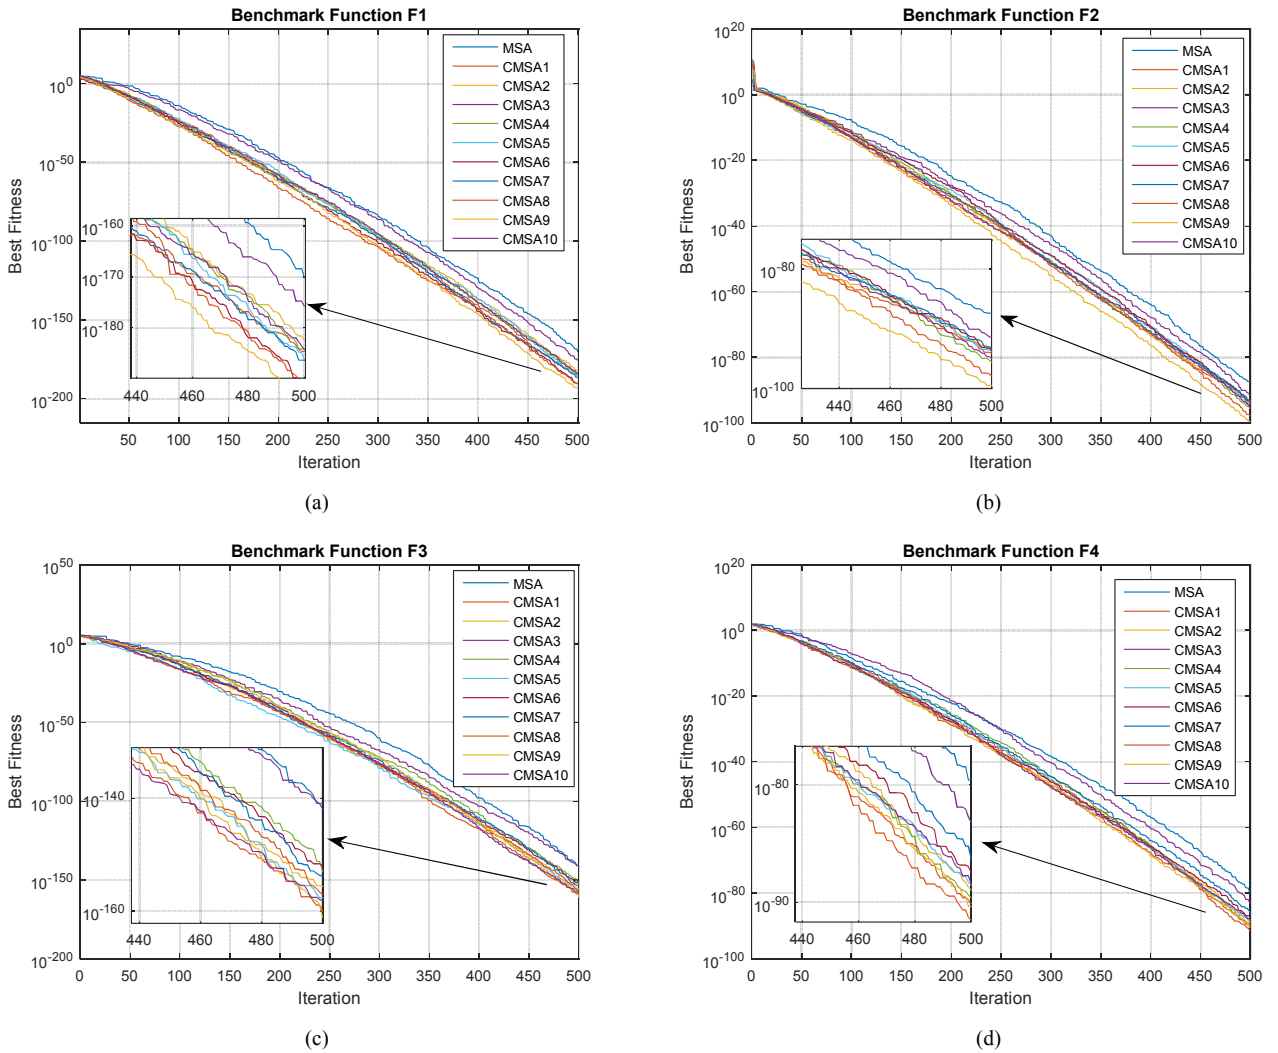 Benchmark Function F1
Best Fitness
10^0
10^-50
10^-100
10^-150
10^-200
50 100 150 200 250 300 350 400 450 500
Iteration
MSA
CMSA1
CMSA2
CMSA3
CMSA4
CMSA5
CMSA6
CMSA7
CMSA8
CMSA9
CMSA10
10^-160
10^-170
10^-180
440 460 480 500
(a)
Benchmark Function F2
Best Fitness
10^20
10^0
10^-20
10^-40
10^-60
10^-80
10^-100
0 50 100 150 200 250 300 350 400 450 500
Iteration
MSA
CMSA1
CMSA2
CMSA3
CMSA4
CMSA5
CMSA6
CMSA7
CMSA8
CMSA9
CMSA10
10^-80
10^-100
440 460 480 500
(b)
Benchmark Function F3
Best Fitness
10^50
10^0
10^-50
10^-100
10^-150
10^-200
0 50 100 150 200 250 300 350 400 450 500
Iteration
MSA
CMSA1
CMSA2
CMSA3
CMSA4
CMSA5
CMSA6
CMSA7
CMSA8
CMSA9
CMSA10
10^-140
10^-160
440 460 480 500
(c)
Benchmark Function F4
Best Fitness
10^20
10^0
10^-20
10^-40
10^-60
10^-80
10^-100
0 50 100 150 200 250 300 350 400 450 500
Iteration
MSA
CMSA1
CMSA2
CMSA3
CMSA4
CMSA5
CMSA6
CMSA7
CMSA8
CMSA9
CMSA10
10^-80
10^-90
440 460 480 500
(d)